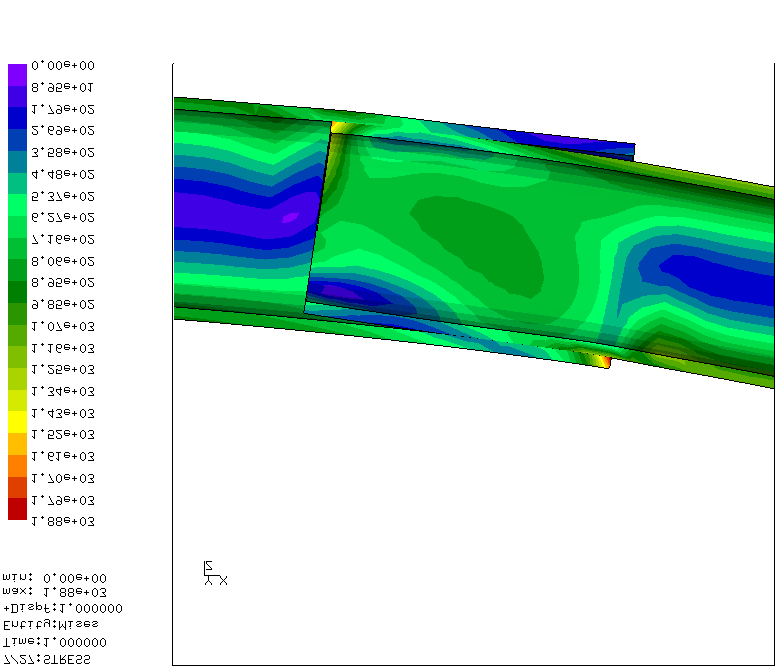 0.00e+00
8.95e+01
1.79e+02
2.69e+02
3.58e+02
4.48e+02
5.37e+02
6.27e+02
7.16e+02
8.06e+02
8.95e+02
9.85e+02
1.07e+03
1.16e+03
1.25e+03
1.34e+03
1.43e+03
1.52e+03
1.61e+03
1.70e+03
1.79e+03
1.88e+03
Z
Y X
min: 0.00e+00
max: 1.88e+03
+DispF:1.000000
Entity:Mises
Time:1.000000
7/27:STRESS